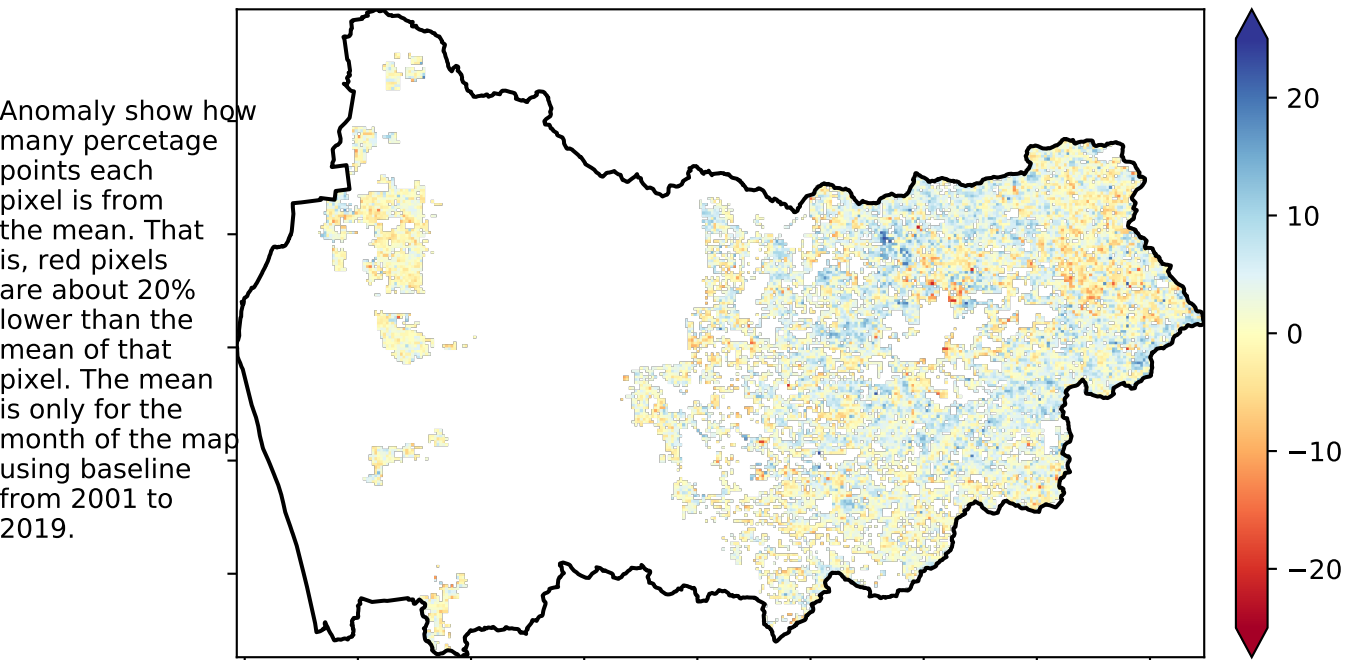 Anomaly show how
many percetage
points each
pixel is from
the mean. That
is, red pixels
are about 20%
lower than the
mean of that
pixel. The mean
is only for the
month of the map
using baseline
from 2001 to
2019.
20
10
0
−10
−20